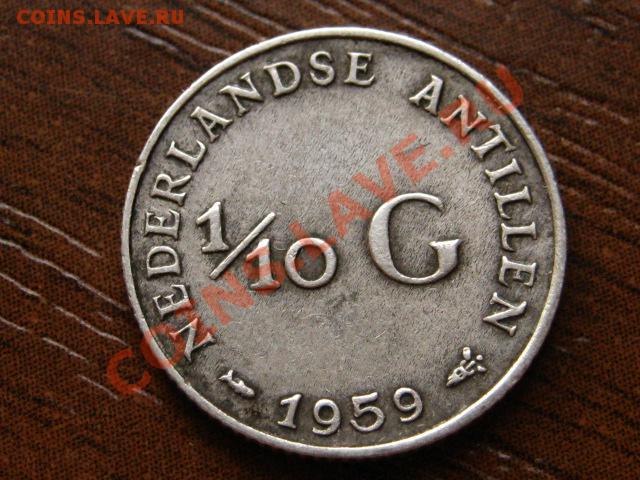 COINS.LAVE.RU
NEDERLANDSE ANTILLEN
1/10 G
1959
COINS.LAVE.RU